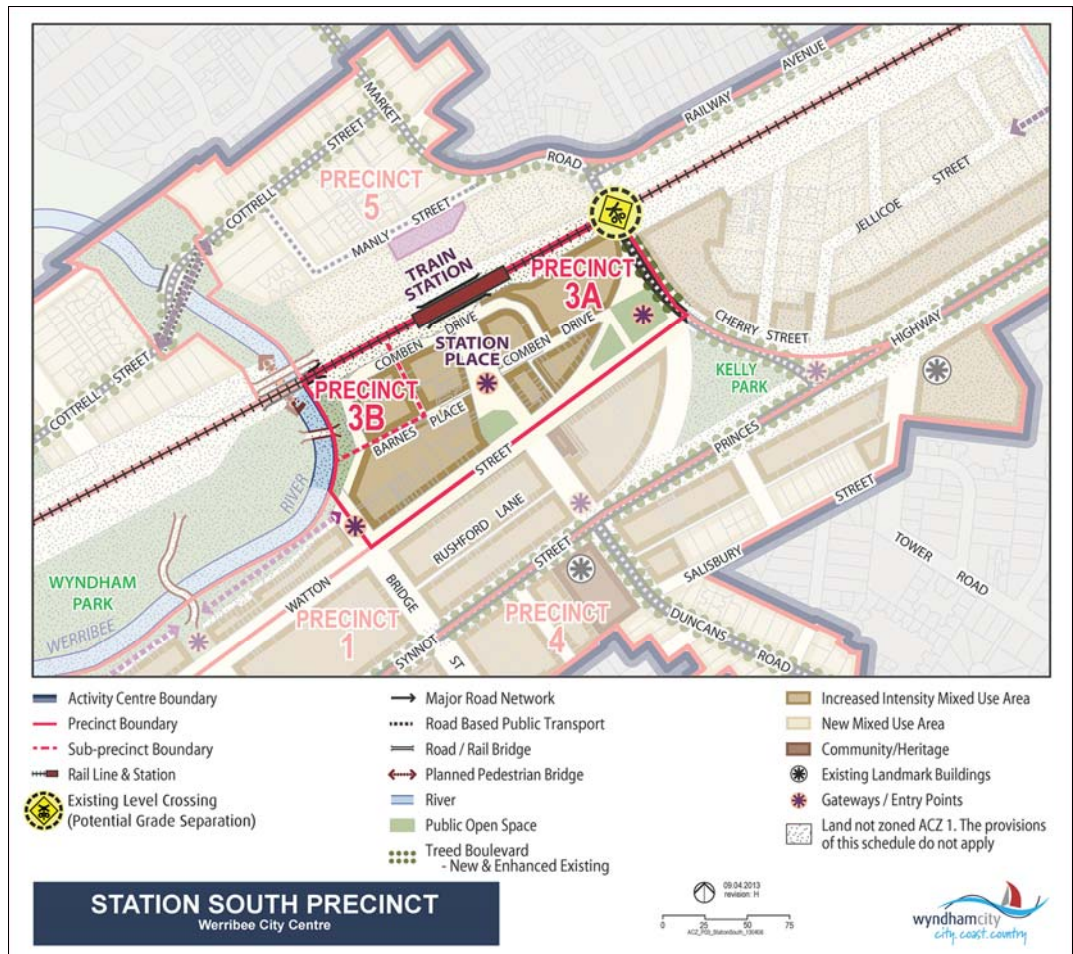 RAILWAY
AVENUE
MARKET
ROAD
STREET
COTTRELL
PRECINCT
5
MANLY STREET
STREET
JELLICOE
TRAIN
STATION
PRECINCT
3A
COMBEN DRIVE
STATION
PLACE
COMBEN DRIVE
CHERRY STREET
HIGHWAY
KELLY
PARK
COTTRELL STREET
PRECINCT
3B
BARNES PLACE
PRINCES
STREET
RIVER
RUSHFORD LANE
STREET
SALISBURY
STREET
TOWER ROAD
WYNDHAM
PARK
WERRIBEE
WATTON
BRIDGE
ST
PRECINCT
1
SYNNOT
PRECINCT
4
DUNCANS
ROAD
Activity Centre Boundary
Precinct Boundary
Sub-precinct Boundary
Rail Line & Station
Existing Level Crossing
(Potential Grade Separation)
Major Road Network
Road Based Public Transport
Road / Rail Bridge
Planned Pedestrian Bridge
River
Public Open Space
Treed Boulevard
- New & Enhanced Existing
Increased Intensity Mixed Use Area
New Mixed Use Area
Community/Heritage
Existing Landmark Buildings
Gateways / Entry Points
Land not zoned ACZ 1. The provisions
of this schedule do not apply
STATION SOUTH PRECINCT
Werribee City Centre
09.04.2013
revision: H
0 25 50 75
wyndhamcity
city. coast. country